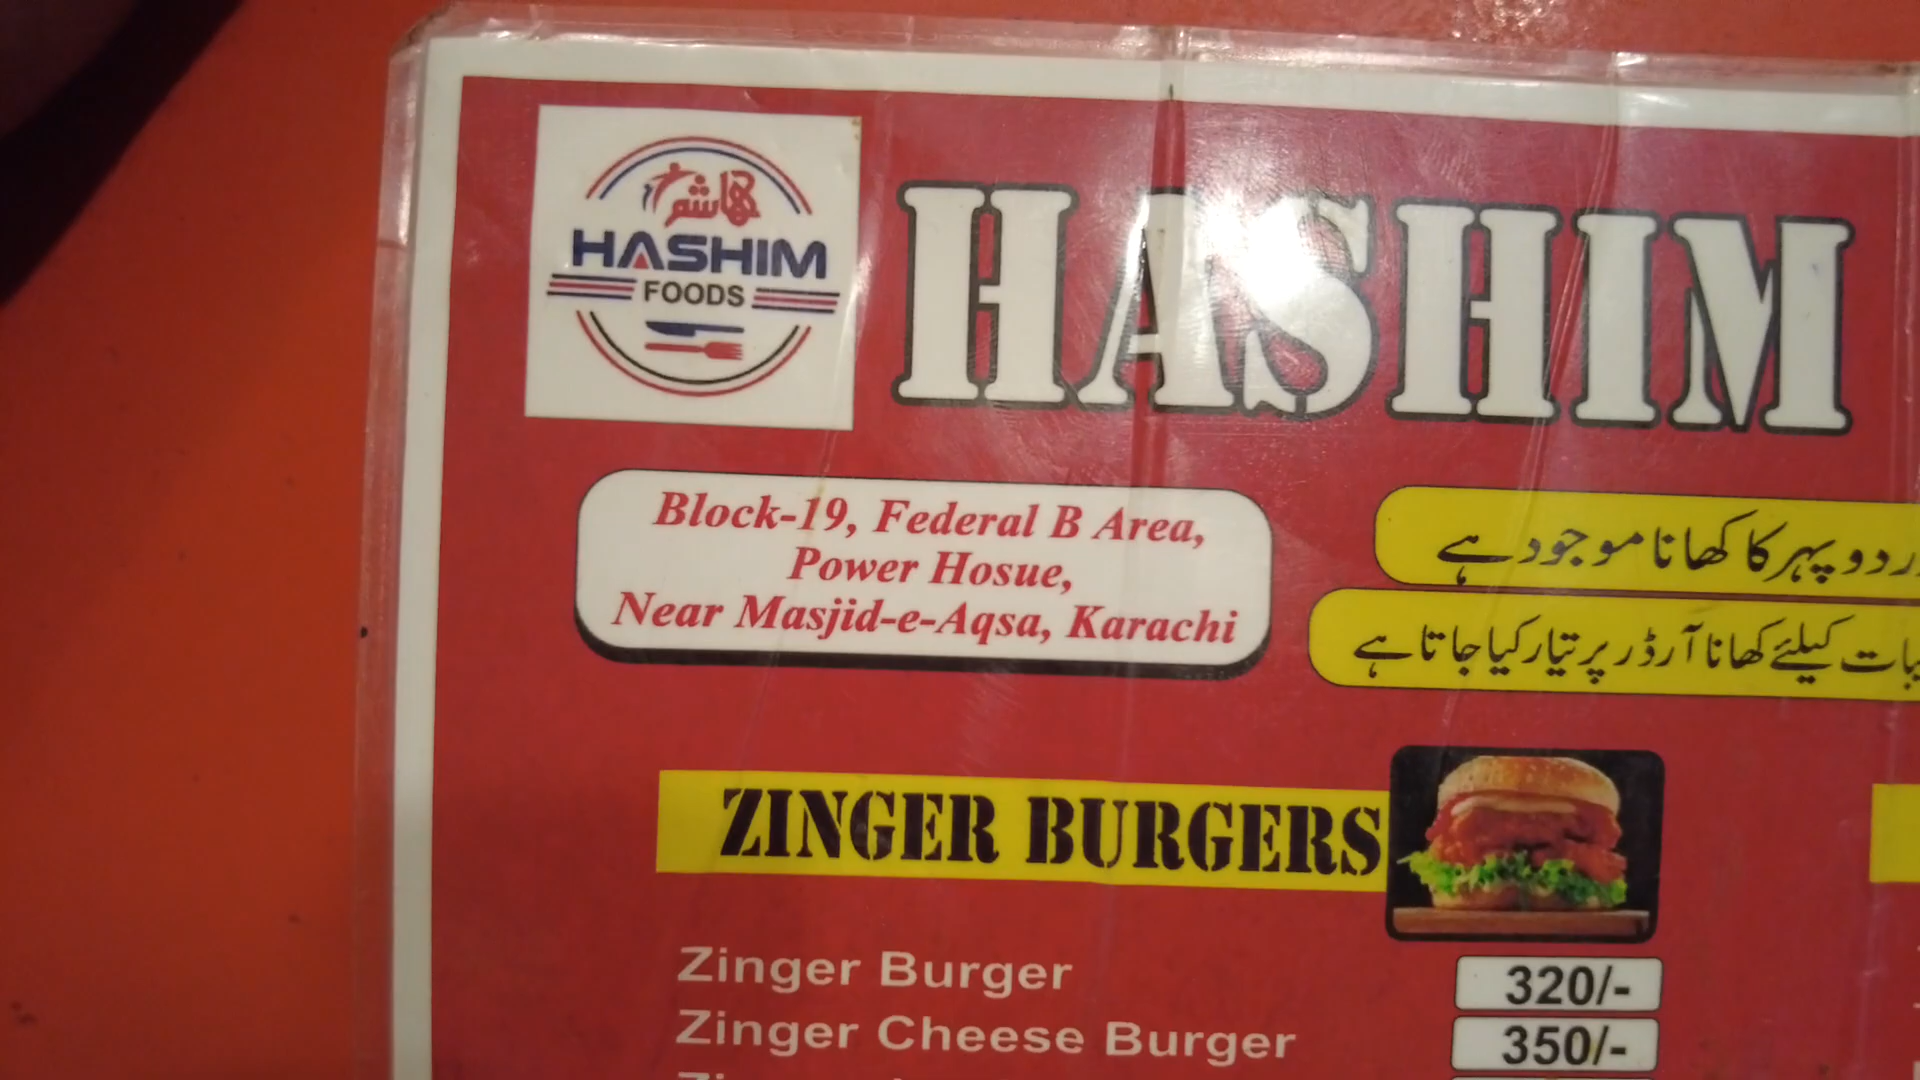 ہاشم
HASHIM
FOODS
HASHIM
Block-19, Federal B Area,
Power Hosue,
Near Masjid-e-Aqsa, Karachi
دوپہر کا کھانا موجود ہے
کیلئے کھانا آرڈر پر تیار کیا جاتا ہے
ZINGER BURGERS
Zinger Burger 320/-
Zinger Cheese Burger 350/-